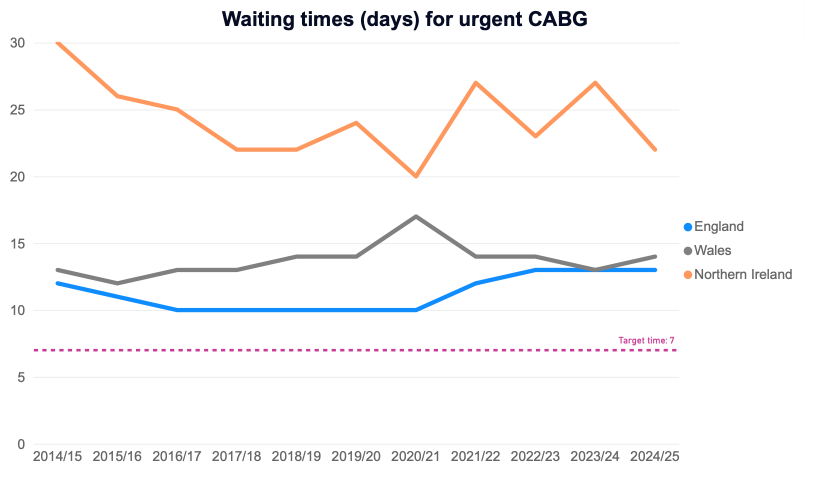 Waiting times (days) for urgent CABG
30
25
20
15
10
5
0
Target time: 7
England
Wales
Northern Ireland
2014/15 2015/16 2016/17 2017/18 2018/19 2019/20 2020/21 2021/22 2022/23 2023/24 2024/25